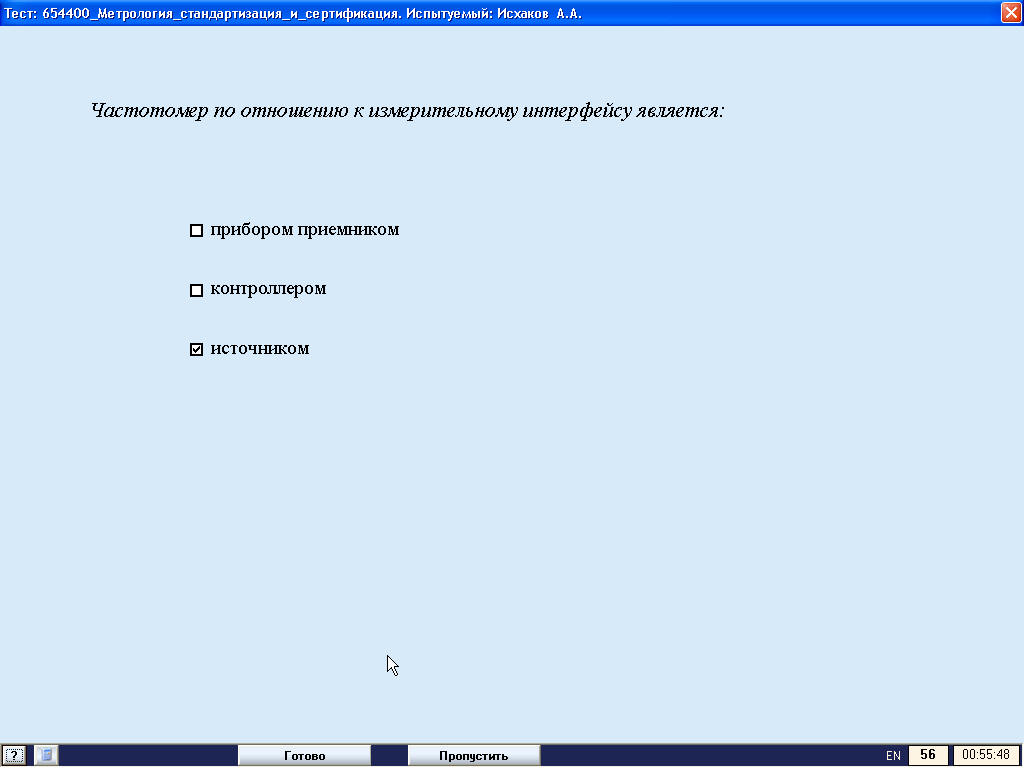 Тест: 654400_Метрология_стандартизация_и_сертификация. Испытуемый: Исхаков А.А.
Частотомер по отношению к измерительному интерфейсу является:
прибором приемником
контроллером
источником
? Готово Пропустить EN 56 00:55:48